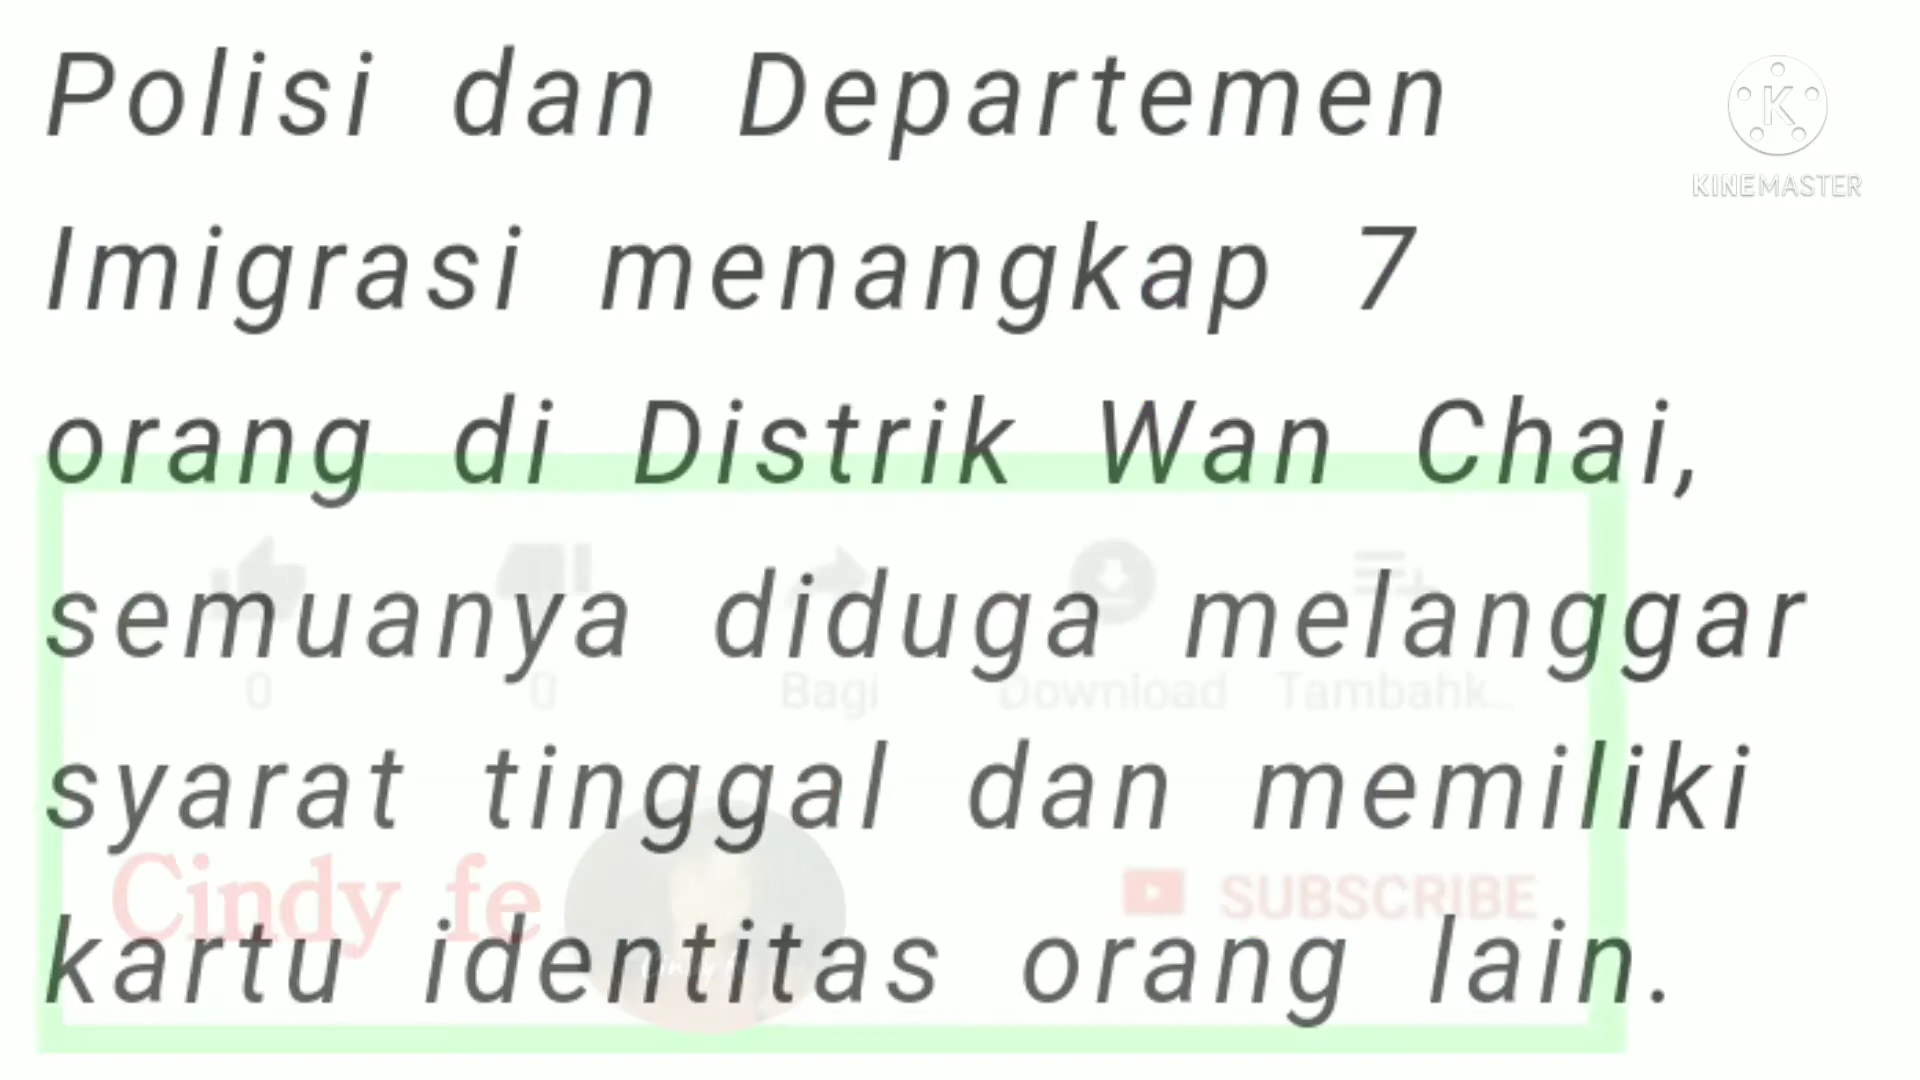 Polisi dan Departemen
Imigrasi menangkap 7
orang di Distrik Wan Chai,
semuanya diduga melanggar
syarat tinggal dan memiliki
kartu identitas orang lain.
K
KINEMASTER
0 0 Bagi Download Tambahk...
Cindy fe
SUBSCRIBE